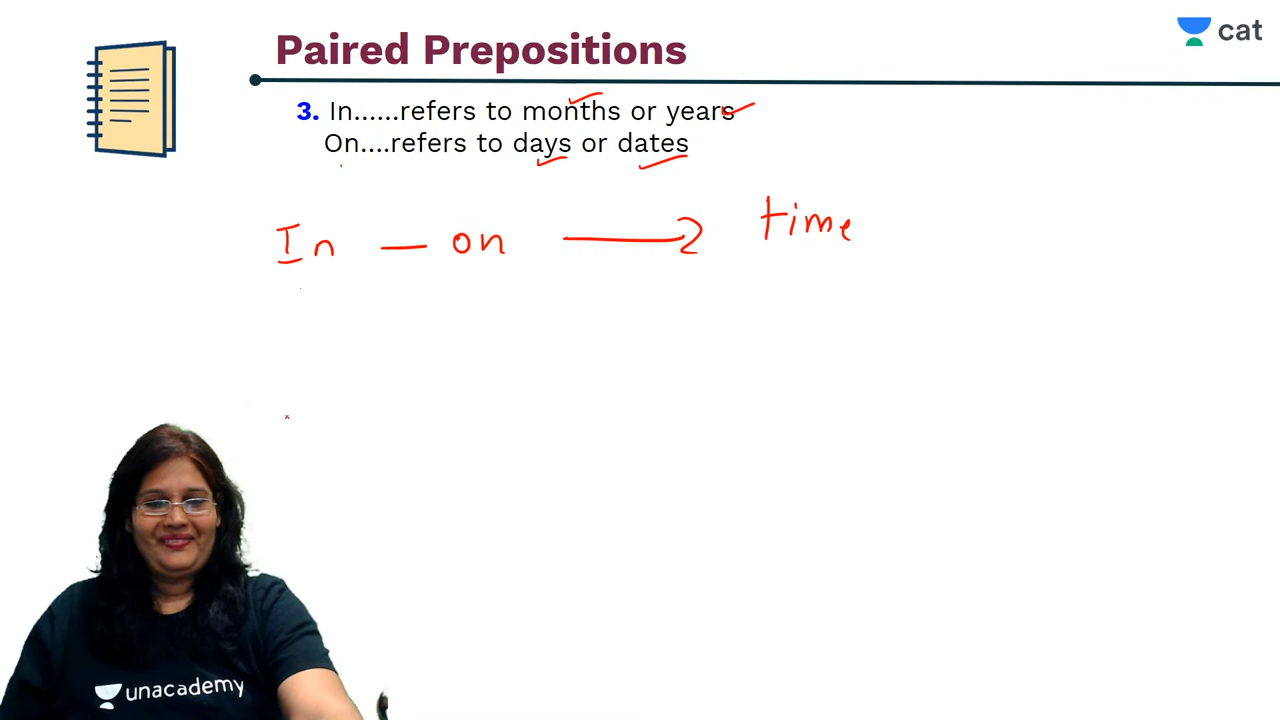 Paired Prepositions
cat
3. In......refers to months or years
On....refers to days or dates
In — on → time
unacademy